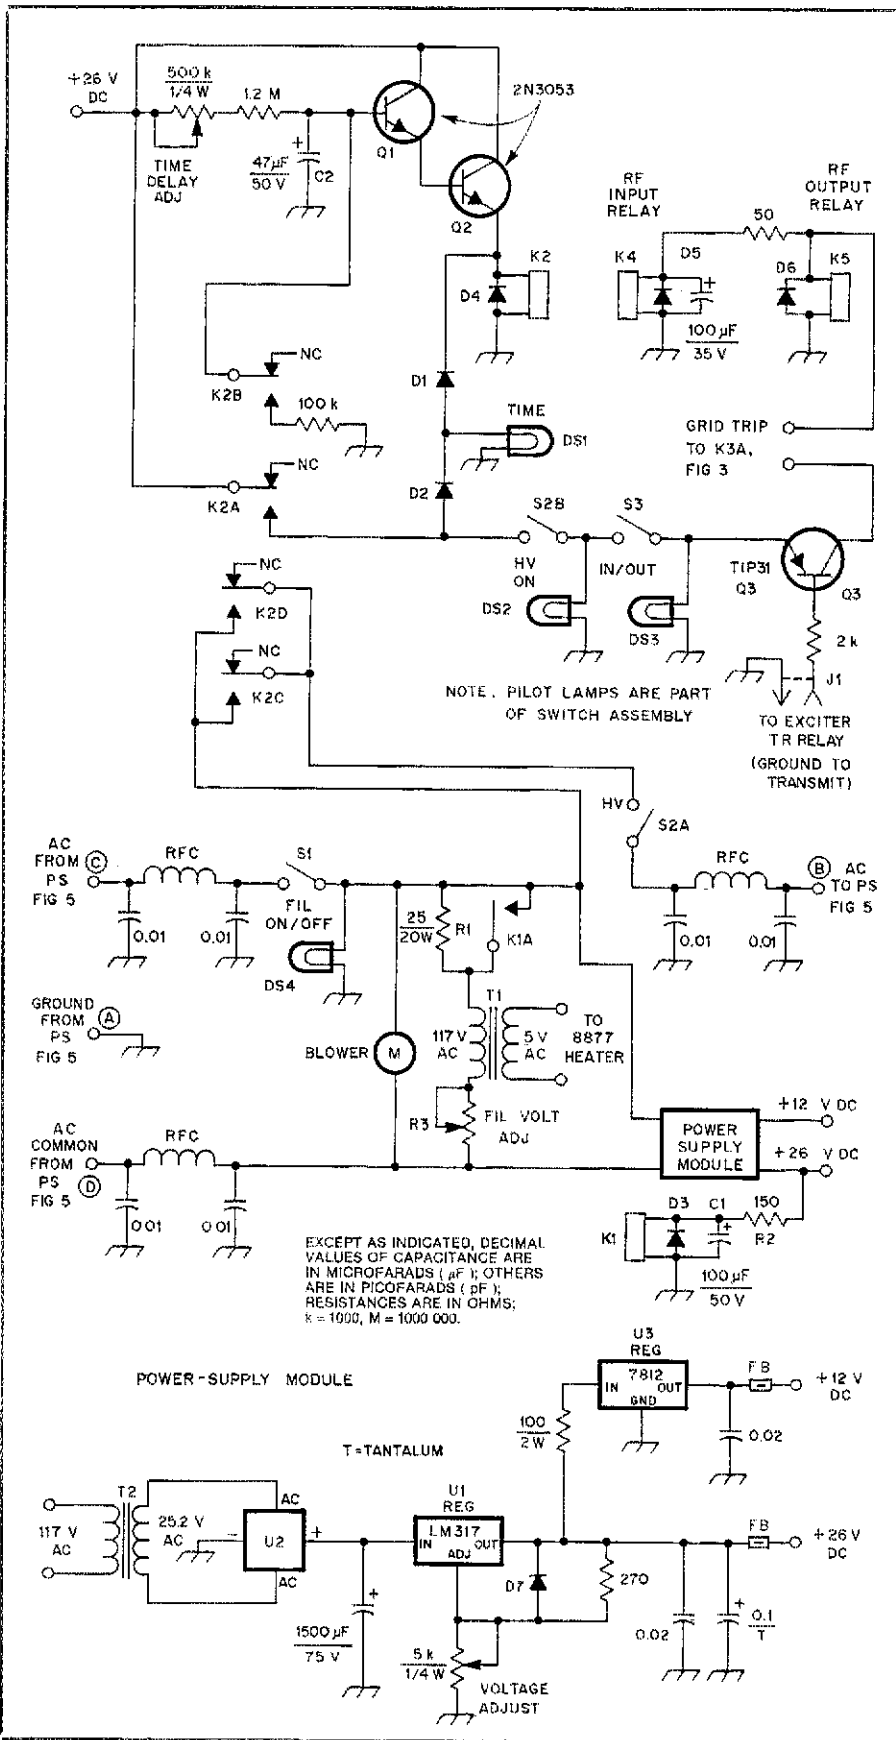 +26 V
DC
500k
1/4 W
1.2 M
TIME
DELAY
ADJ
47µF
50 V
C2
Q1
2N3053
Q2
RF
INPUT
RELAY
RF
OUTPUT
RELAY
50
K2
D4
K4
D5
100 µF
35 V
D6
K5
NC
K2B
100 k
D1
TIME
DS1
GRID TRIP
TO K3A,
FIG 3
NC
K2A
D2
S2B
HV
ON
S3
IN/OUT
TIP31
Q3
Q3
DS2
DS3
2 k
J1
NC
K2D
NC
K2C
NOTE. PILOT LAMPS ARE PART
OF SWITCH ASSEMBLY
TO EXCITER
TR RELAY
(GROUND TO
TRANSMIT)
HV
S2A
AC
FROM
PS
FIG 5
C
RFC
S1
FIL
ON/OFF
0.01
0.01
DS4
25
20W
R1
K1A
RFC
B
AC
TO PS
FIG 5
0.01
0.01
GROUND
FROM
PS
FIG 5
A
BLOWER
M
T1
117 V
AC
5 V
AC
TO
8877
HEATER
R3
FIL VOLT
ADJ
AC
COMMON
FROM
PS
FIG 5
D
RFC
0.01
0.01
POWER
SUPPLY
MODULE
+12 V DC
+26 V DC
K1
D3
C1
150
R2
100 µF
50 V
EXCEPT AS INDICATED, DECIMAL
VALUES OF CAPACITANCE ARE
IN MICROFARADS ( µF ); OTHERS
ARE IN PICOFARADS ( pF );
RESISTANCES ARE IN OHMS;
k = 1000, M = 1000 000.
POWER-SUPPLY MODULE
T = TANTALUM
U3
REG
7812
IN OUT
GND
FB
+12 V
DC
100
2W
0.02
T2
117 V
AC
25.2 V
AC
AC
- U2 +
AC
U1
REG
LM317
IN OUT
ADJ
D7
270
FB
+26 V
DC
1500 µF
75 V
5 k
1/4 W
VOLTAGE
ADJUST
0.02
0.1
T